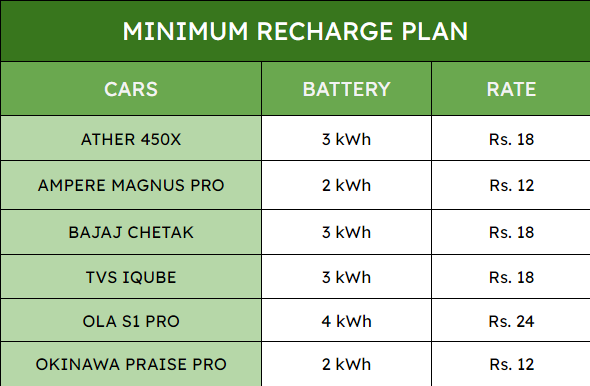 MINIMUM RECHARGE PLAN
CARS BATTERY RATE
ATHER 450X 3 kWh Rs. 18
AMPERE MAGNUS PRO 2 kWh Rs. 12
BAJAJ CHETAK 3 kWh Rs. 18
TVS IQUBE 3 kWh Rs. 18
OLA S1 PRO 4 kWh Rs. 24
OKINAWA PRAISE PRO 2 kWh Rs. 12